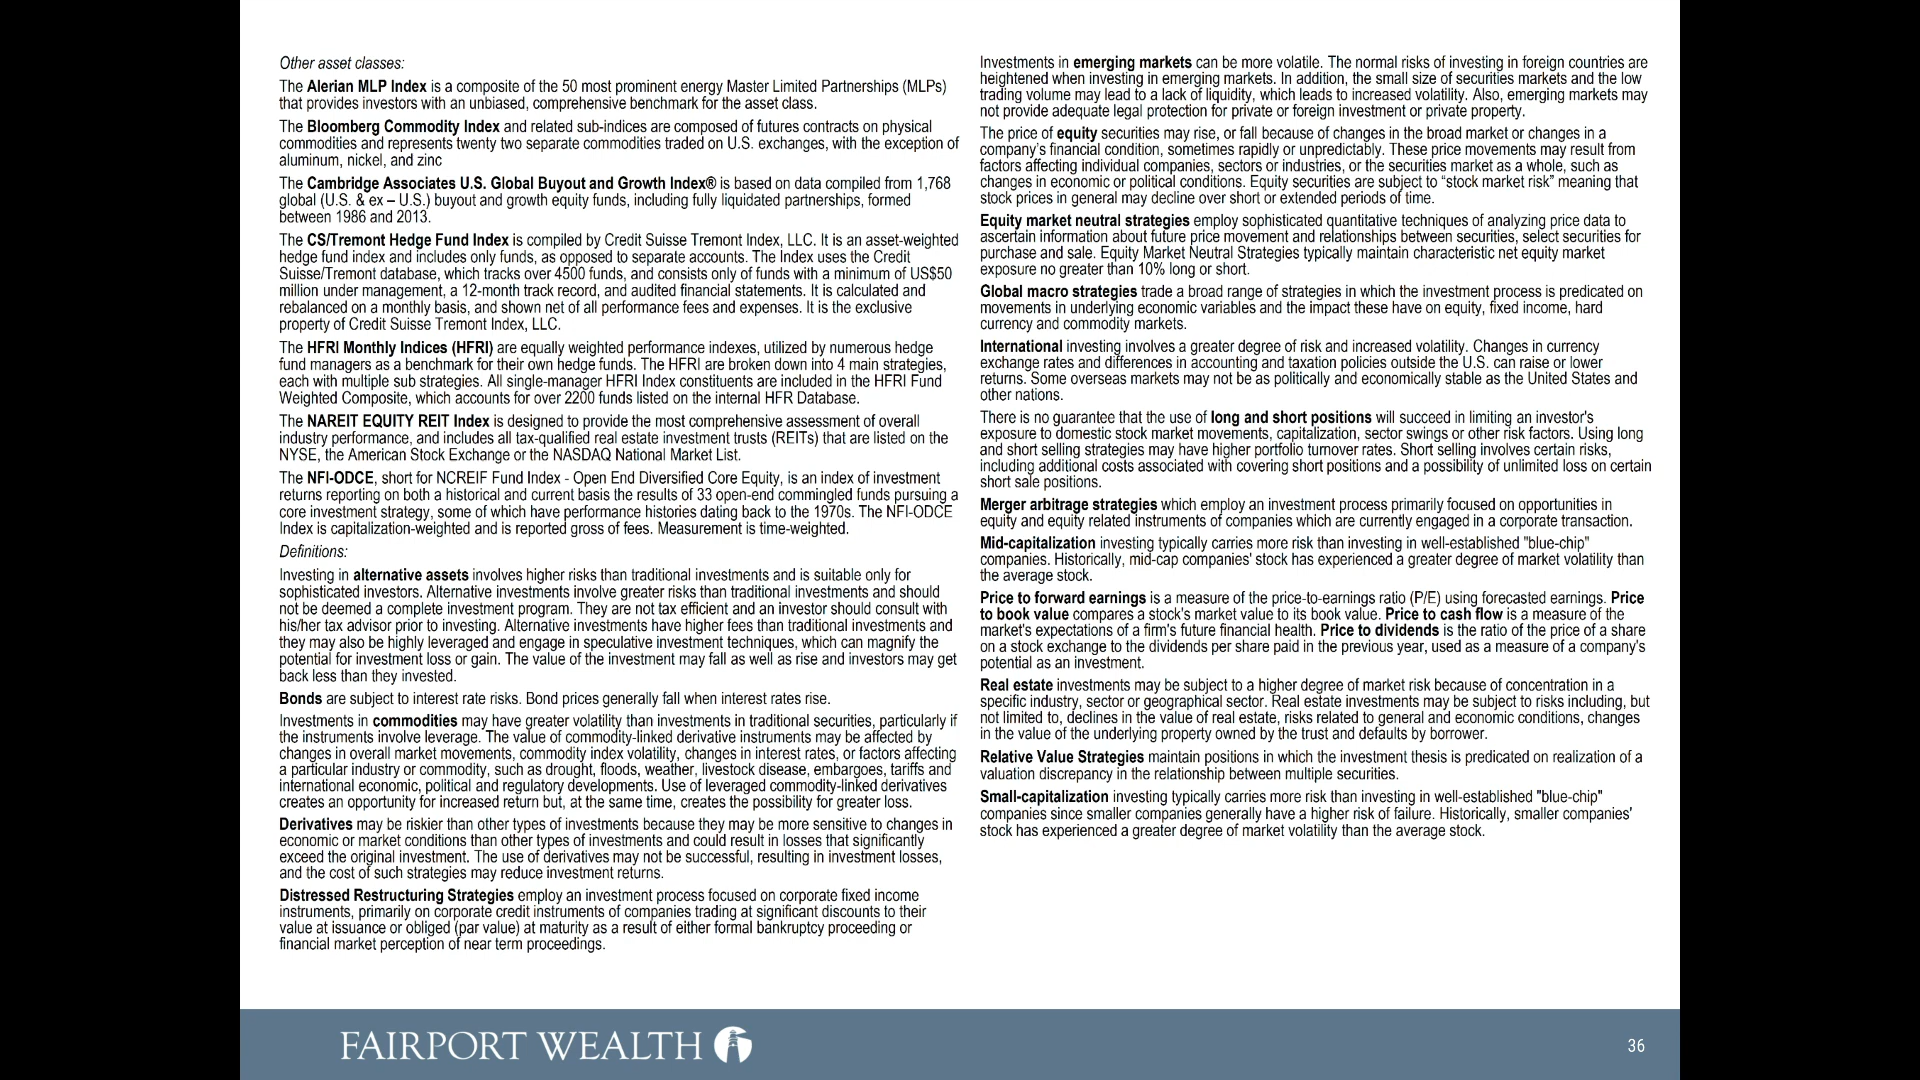 Other asset classes:
The Alerian MLP Index is a composite of the 50 most prominent energy Master Limited Partnerships (MLPs)
that provides investors with an unbiased, comprehensive benchmark for the asset class.
The Bloomberg Commodity Index and related sub-indices are composed of futures contracts on physical
commodities and represents twenty two separate commodities traded on U.S. exchanges, with the exception of
aluminum, nickel, and zinc
The Cambridge Associates U.S. Global Buyout and Growth Index® is based on data compiled from 1,768
global (U.S. & ex – U.S.) buyout and growth equity funds, including fully liquidated partnerships, formed
between 1986 and 2013.
The CS/Tremont Hedge Fund Index is compiled by Credit Suisse Tremont Index, LLC. It is an asset-weighted
hedge fund index and includes only funds, as opposed to separate accounts. The Index uses the Credit
Suisse/Tremont database, which tracks over 4500 funds, and consists only of funds with a minimum of US$50
million under management, a 12-month track record, and audited financial statements. It is calculated and
rebalanced on a monthly basis, and shown net of all performance fees and expenses. It is the exclusive
property of Credit Suisse Tremont Index, LLC.
The HFRI Monthly Indices (HFRI) are equally weighted performance indexes, utilized by numerous hedge
fund managers as a benchmark for their own hedge funds. The HFRI are broken down into 4 main strategies,
each with multiple sub strategies. All single-manager HFRI Index constituents are included in the HFRI Fund
Weighted Composite, which accounts for over 2200 funds listed on the internal HFR Database.
The NAREIT EQUITY REIT Index is designed to provide the most comprehensive assessment of overall
industry performance, and includes all tax-qualified real estate investment trusts (REITs) that are listed on the
NYSE, the American Stock Exchange or the NASDAQ National Market List.
The NFI-ODCE, short for NCREIF Fund Index - Open End Diversified Core Equity, is an index of investment
returns reporting on both a historical and current basis the results of 33 open-end commingled funds pursuing a
core investment strategy, some of which have performance histories dating back to the 1970s. The NFI-ODCE
Index is capitalization-weighted and is reported gross of fees. Measurement is time-weighted.
Definitions:
Investing in alternative assets involves higher risks than traditional investments and is suitable only for
sophisticated investors. Alternative investments involve greater risks than traditional investments and should
not be deemed a complete investment program. They are not tax efficient and an investor should consult with
his/her tax advisor prior to investing. Alternative investments have higher fees than traditional investments and
they may also be highly leveraged and engage in speculative investment techniques, which can magnify the
potential for investment loss or gain. The value of the investment may fall as well as rise and investors may get
back less than they invested.
Bonds are subject to interest rate risks. Bond prices generally fall when interest rates rise.
Investments in commodities may have greater volatility than investments in traditional securities, particularly if
the instruments involve leverage. The value of commodity-linked derivative instruments may be affected by
changes in overall market movements, commodity index volatility, changes in interest rates, or factors affecting
a particular industry or commodity, such as drought, floods, weather, livestock disease, embargoes, tariffs and
international economic, political and regulatory developments. Use of leveraged commodity-linked derivatives
creates an opportunity for increased return but, at the same time, creates the possibility for greater loss.
Derivatives may be riskier than other types of investments because they may be more sensitive to changes in
economic or market conditions than other types of investments and could result in losses that significantly
exceed the original investment. The use of derivatives may not be successful, resulting in investment losses,
and the cost of such strategies may reduce investment returns.
Distressed Restructuring Strategies employ an investment process focused on corporate fixed income
instruments, primarily on corporate credit instruments of companies trading at significant discounts to their
value at issuance or obliged (par value) at maturity as a result of either formal bankruptcy proceeding or
financial market perception of near term proceedings.
Investments in emerging markets can be more volatile. The normal risks of investing in foreign countries are
heightened when investing in emerging markets. In addition, the small size of securities markets and the low
trading volume may lead to a lack of liquidity, which leads to increased volatility. Also, emerging markets may
not provide adequate legal protection for private or foreign investment or private property.
The price of equity securities may rise, or fall because of changes in the broad market or changes in a
company's financial condition, sometimes rapidly or unpredictably. These price movements may result from
factors affecting individual companies, sectors or industries, or the securities market as a whole, such as
changes in economic or political conditions. Equity securities are subject to “stock market risk” meaning that
stock prices in general may decline over short or extended periods of time.
Equity market neutral strategies employ sophisticated quantitative techniques of analyzing price data to
ascertain information about future price movement and relationships between securities, select securities for
purchase and sale. Equity Market Neutral Strategies typically maintain characteristic net equity market
exposure no greater than 10% long or short.
Global macro strategies trade a broad range of strategies in which the investment process is predicated on
movements in underlying economic variables and the impact these have on equity, fixed income, hard
currency and commodity markets.
International investing involves a greater degree of risk and increased volatility. Changes in currency
exchange rates and differences in accounting and taxation policies outside the U.S. can raise or lower
returns. Some overseas markets may not be as politically and economically stable as the United States and
other nations.
There is no guarantee that the use of long and short positions will succeed in limiting an investor's
exposure to domestic stock market movements, capitalization, sector swings or other risk factors. Using long
and short selling strategies may have higher portfolio turnover rates. Short selling involves certain risks,
including additional costs associated with covering short positions and a possibility of unlimited loss on certain
short sale positions.
Merger arbitrage strategies which employ an investment process primarily focused on opportunities in
equity and equity related instruments of companies which are currently engaged in a corporate transaction.
Mid-capitalization investing typically carries more risk than investing in well-established "blue-chip"
companies. Historically, mid-cap companies' stock has experienced a greater degree of market volatility than
the average stock.
Price to forward earnings is a measure of the price-to-earnings ratio (P/E) using forecasted earnings. Price
to book value compares a stock's market value to its book value. Price to cash flow is a measure of the
market's expectations of a firm's future financial health. Price to dividends is the ratio of the price of a share
on a stock exchange to the dividends per share paid in the previous year, used as a measure of a company's
potential as an investment.
Real estate investments may be subject to a higher degree of market risk because of concentration in a
specific industry, sector or geographical sector. Real estate investments may be subject to risks including, but
not limited to, declines in the value of real estate, risks related to general and economic conditions, changes
in the value of the underlying property owned by the trust and defaults by borrower.
Relative Value Strategies maintain positions in which the investment thesis is predicated on realization of a
valuation discrepancy in the relationship between multiple securities.
Small-capitalization investing typically carries more risk than investing in well-established "blue-chip"
companies since smaller companies generally have a higher risk of failure. Historically, smaller companies'
stock has experienced a greater degree of market volatility than the average stock.
FAIRPORT WEALTH
36